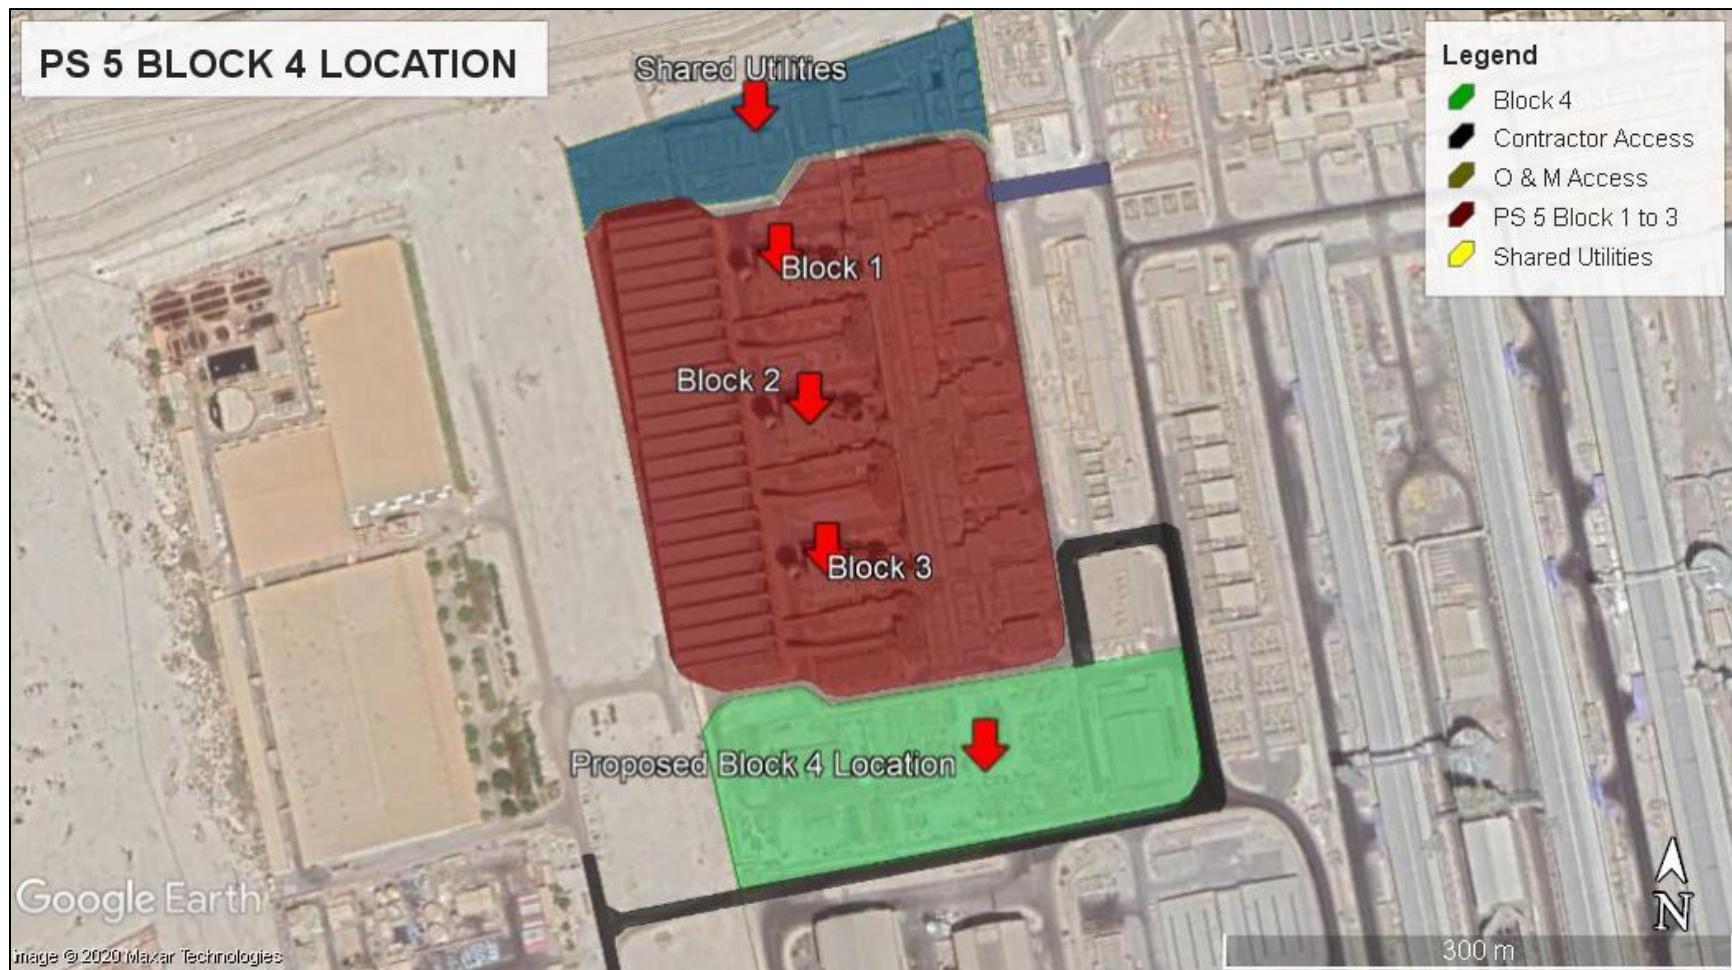 PS 5 BLOCK 4 LOCATION
Shared Utilities
Legend
Block 4
Contractor Access
O & M Access
PS 5 Block 1 to 3
Shared Utilities
Block 1
Block 2
Block 3
Proposed Block 4 Location
N
Google Earth
Image © 2020 Maxar Technologies
300 m